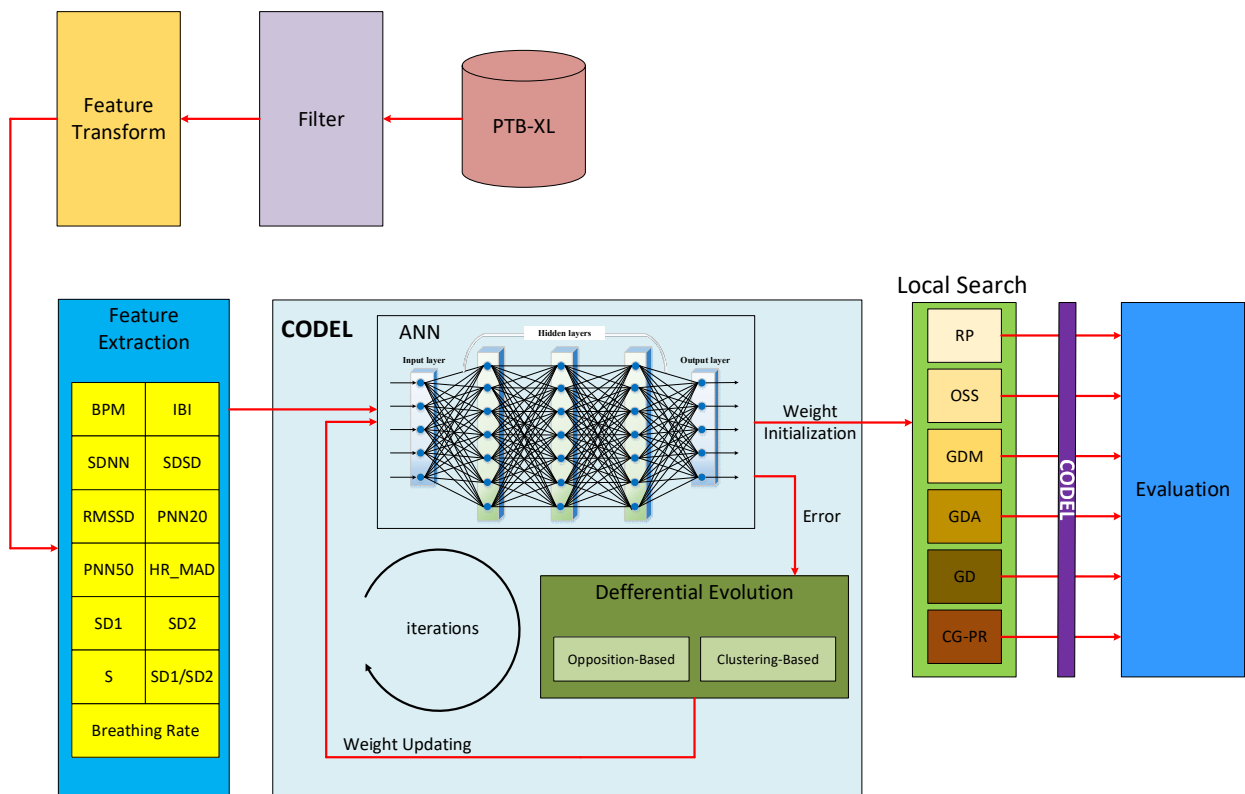 Feature
Transform
Filter
PTB-XL
Feature
Extraction
BPM
IBI
SDNN
SDSD
RMSSD
PNN20
PNN50
HR_MAD
SD1
SD2
S
SD1/SD2
Breathing Rate
CODEL
ANN
Hidden layers
Input layer
Output layer
Weight
Initialization
Error
iterations
Defferential Evolution
Opposition-Based
Clustering-Based
Weight Updating
Local Search
RP
OSS
GDM
GDA
GD
CG-PR
CODEL
Evaluation